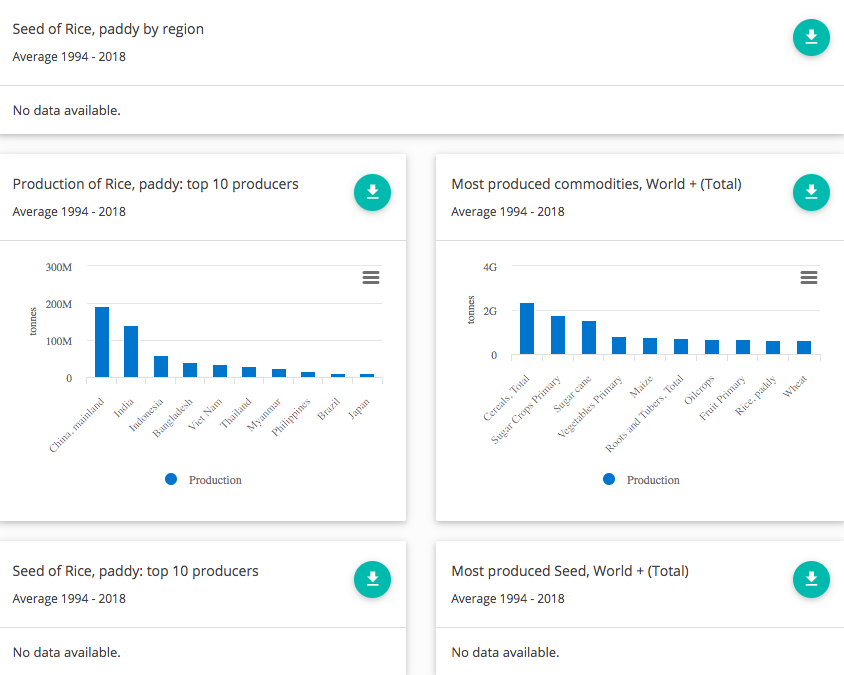 Seed of Rice, paddy by region
Average 1994 - 2018
No data available.
Production of Rice, paddy: top 10 producers
Average 1994 - 2018
300M
200M
100M
0
tonnes
China, mainland
India
Indonesia
Bangladesh
Viet Nam
Thailand
Myanmar
Philippines
Brazil
Japan
Production
Most produced commodities, World + (Total)
Average 1994 - 2018
4G
2G
0
tonnes
Cereals, Total
Sugar Crops Primary
Sugar cane
Vegetables Primary
Maize
Roots and Tubers, Total
Oilcrops
Fruit Primary
Rice, paddy
Wheat
Production
Seed of Rice, paddy: top 10 producers
Average 1994 - 2018
No data available.
Most produced Seed, World + (Total)
Average 1994 - 2018
No data available.